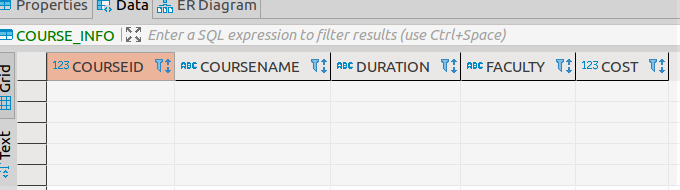 Properties Data ER Diagram
COURSE_INFO Enter a SQL expression to filter results (use Ctrl+Space)
123 COURSEID ABC COURSENAME ABC DURATION ABC FACULTY 123 COST
Grid
Text